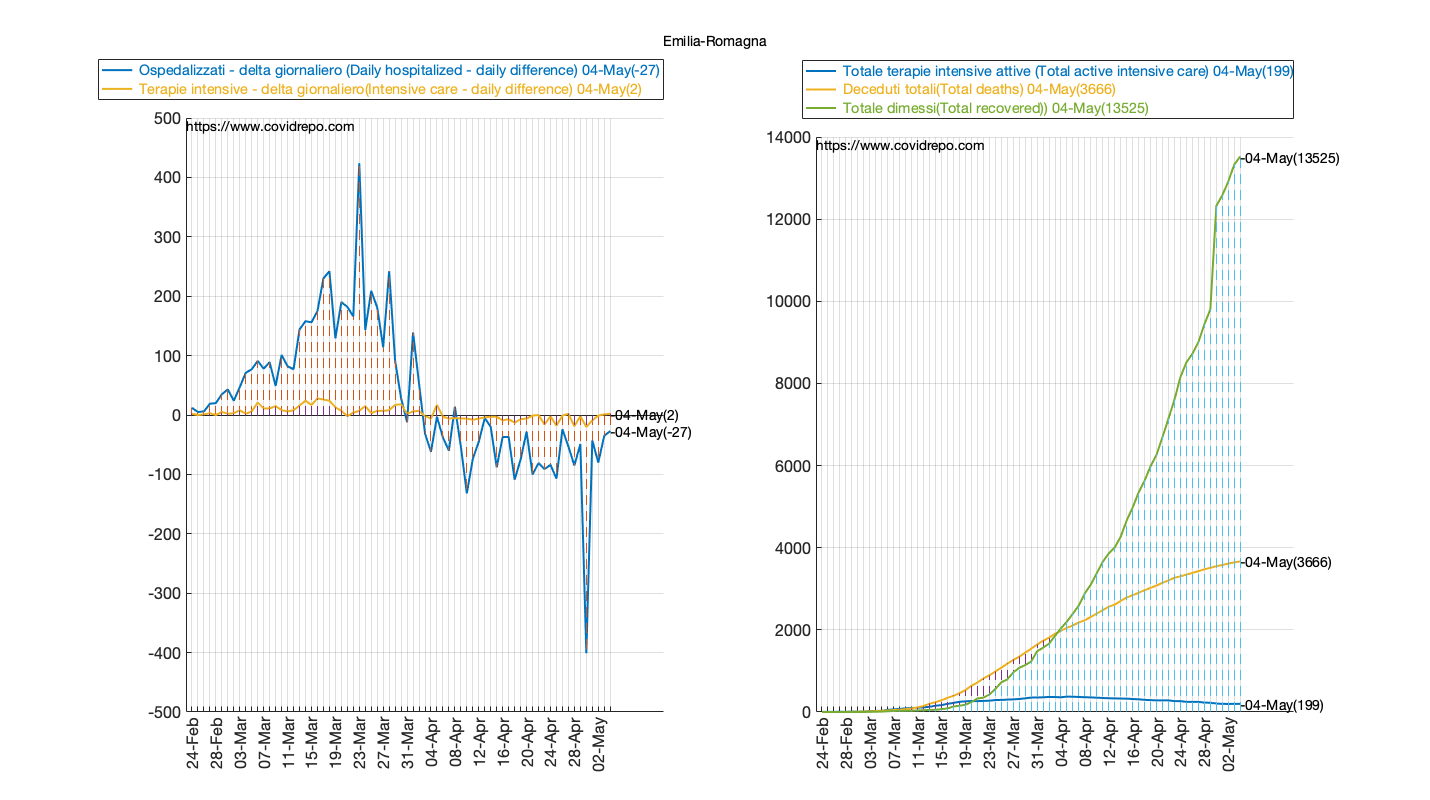 Emilia-Romagna
Ospedalizzati - delta giornaliero (Daily hospitalized - daily difference) 04-May(-27)
Terapie intensive - delta giornaliero(Intensive care - daily difference) 04-May(2)
https://www.covidrepo.com
500
400
300
200
100
0
-100
-200
-300
-400
-500
04-May(2)
04-May(-27)
24-Feb
28-Feb
03-Mar
07-Mar
11-Mar
15-Mar
19-Mar
23-Mar
27-Mar
31-Mar
04-Apr
08-Apr
12-Apr
16-Apr
20-Apr
24-Apr
28-Apr
02-May
Totale terapie intensive attive (Total active intensive care) 04-May(199)
Deceduti totali(Total deaths) 04-May(3666)
Totale dimessi(Total recovered)) 04-May(13525)
https://www.covidrepo.com
14000
12000
10000
8000
6000
4000
2000
0
04-May(13525)
04-May(3666)
04-May(199)
24-Feb
28-Feb
03-Mar
07-Mar
11-Mar
15-Mar
19-Mar
23-Mar
27-Mar
31-Mar
04-Apr
08-Apr
12-Apr
16-Apr
20-Apr
24-Apr
28-Apr
02-May